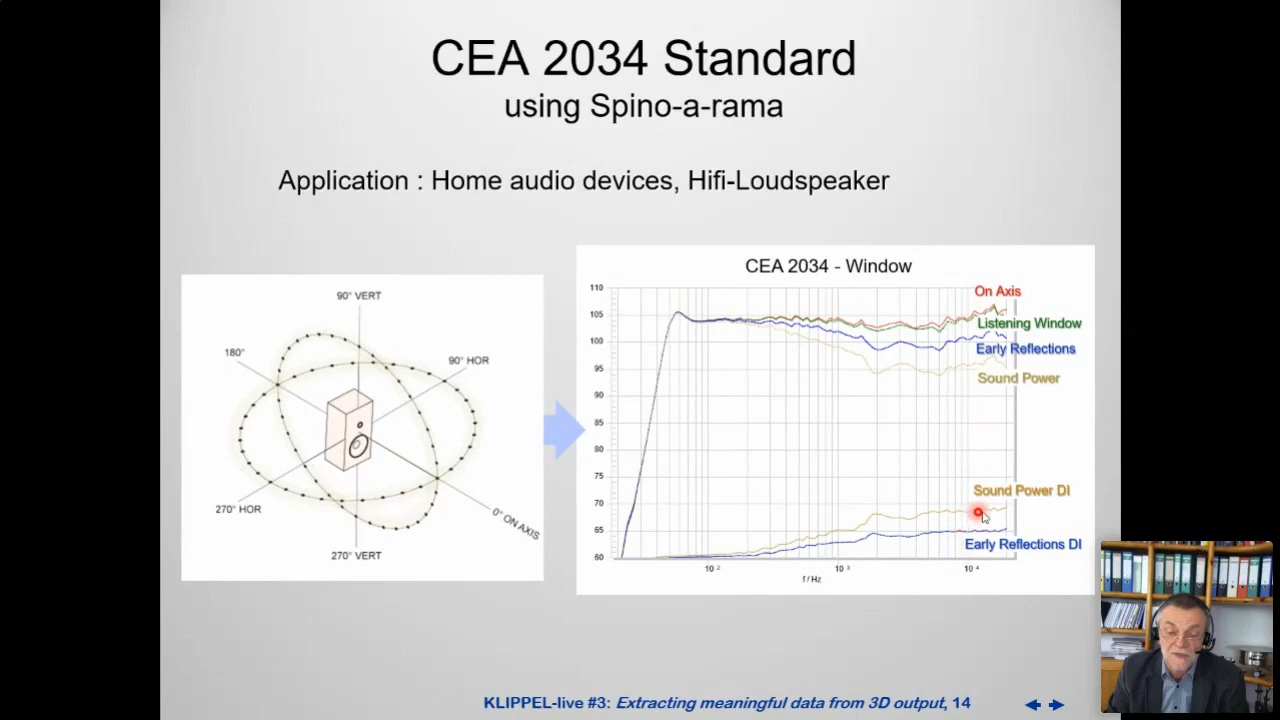 CEA 2034 Standard
using Spino-a-rama
Application : Home audio devices, Hifi-Loudspeaker
90° VERT
180°
90° HOR
270° HOR
0° ON AXIS
270° VERT
CEA 2034 - Window
110
105
100
95
90
85
80
75
70
65
60
On Axis
Listening Window
Early Reflections
Sound Power
Sound Power DI
Early Reflections DI
10 2
10 3
10 4
f / Hz
KLIPPEL-live #3: Extracting meaningful data from 3D output, 14